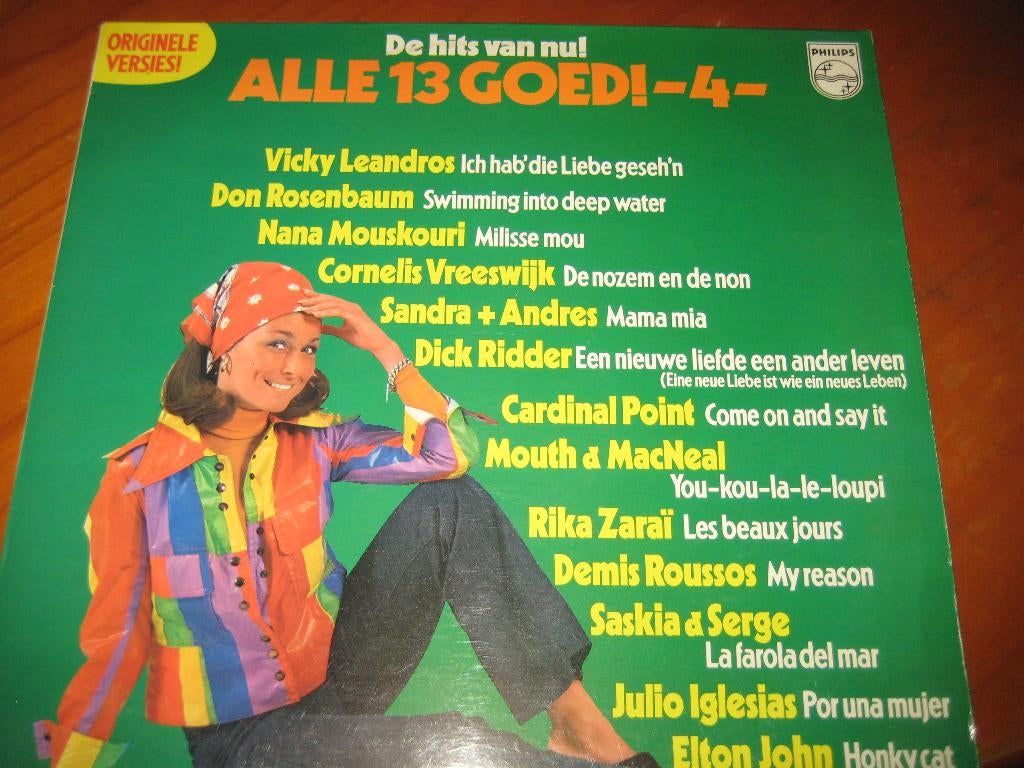 ORIGINELE
VERSIES!
De hits van nu!
ALLE 13 GOED! -4-
PHILIPS
Vicky Leandros Ich hab' die Liebe geseh'n
Don Rosenbaum Swimming into deep water
Nana Mouskouri Milisse mou
Cornelis Vreeswijk De nozem en de non
Sandra + Andres Mama mia
Dick Ridder Een nieuwe liefde een ander leven
(Eine neue Liebe ist wie ein neues Leben)
Cardinal Point Come on and say it
Mouth & MacNeal
You-kou-la-le-loupi
Rika Zaraï Les beaux jours
Demis Roussos My reason
Saskia & Serge
La farola del mar
Julio Iglesias Por una mujer
Elton John Honky cat